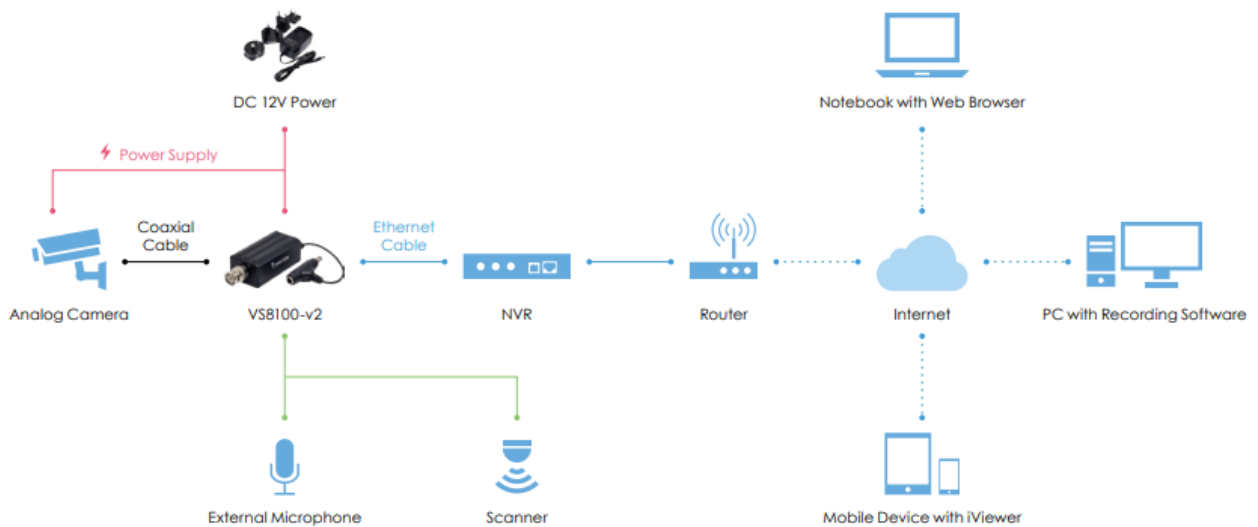 DC 12V Power
Notebook with Web Browser
Power Supply
Coaxial
Cable
Ethernet
Cable
Analog Camera
VS8100-v2
NVR
Router
Internet
PC with Recording Software
External Microphone
Scanner
Mobile Device with iViewer